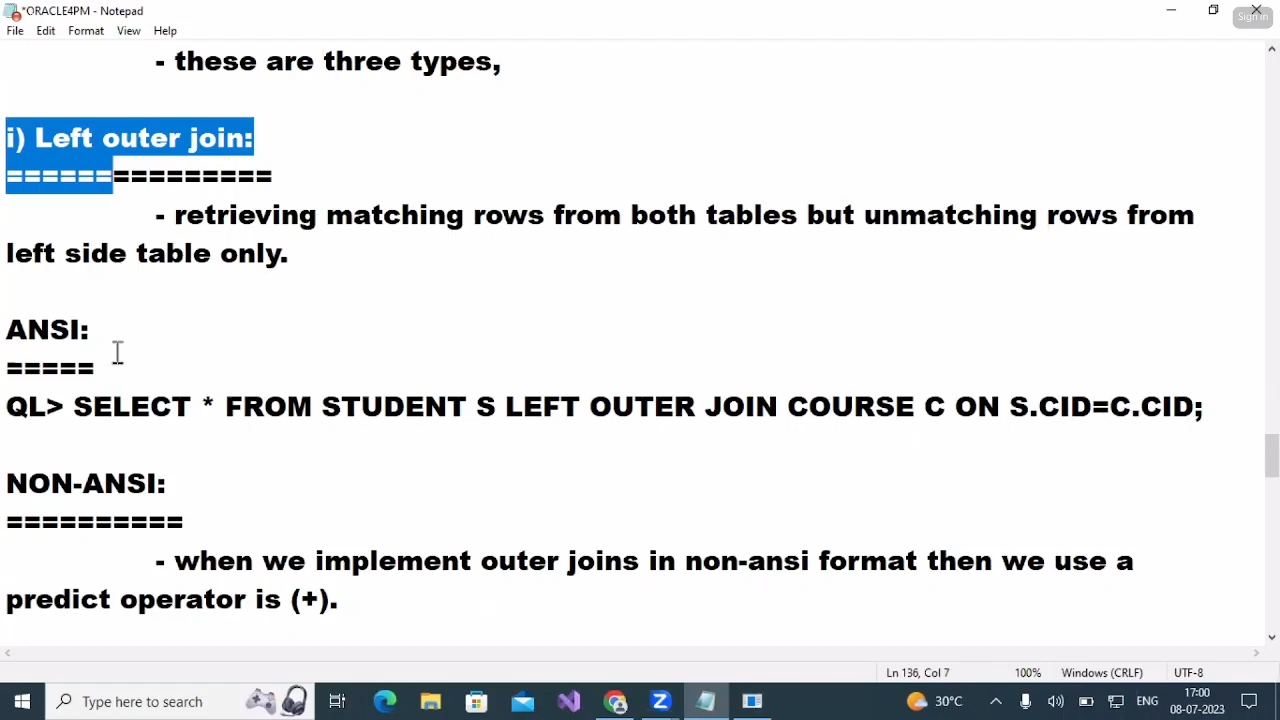 *ORACLE4PM - Notepad
Sign in
File Edit Format View Help
- these are three types,
i) Left outer join:
===============
- retrieving matching rows from both tables but unmatching rows from
left side table only.
ANSI:
=====
QL> SELECT * FROM STUDENT S LEFT OUTER JOIN COURSE C ON S.CID=C.CID;
NON-ANSI:
==========
- when we implement outer joins in non-ansi format then we use a
predict operator is (+).
Ln 136, Col 7 100% Windows (CRLF) UTF-8
Type here to search 30°C ENG 17:00
08-07-2023